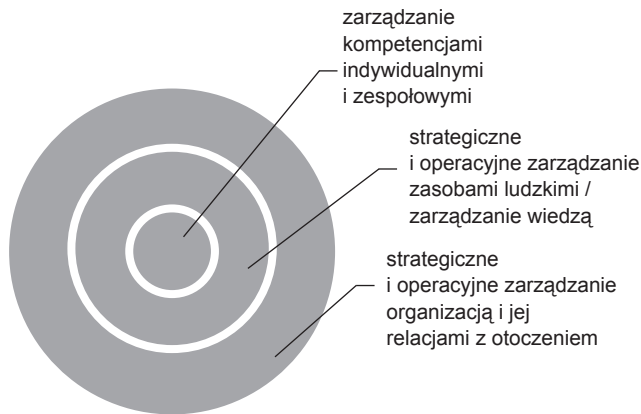 zarządzanie
kompetencjami
indywidualnymi
i zespołowymi
strategiczne
i operacyjne zarządzanie
zasobami ludzkimi /
zarządzanie wiedzą
strategiczne
i operacyjne zarządzanie
organizacją i jej
relacjami z otoczeniem